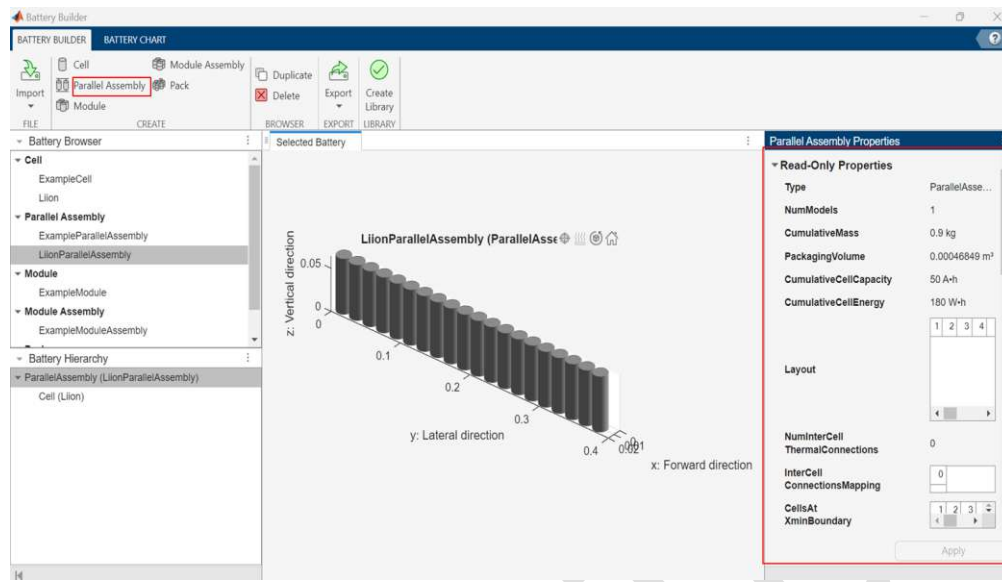 Battery Builder
BATTERY BUILDER BATTERY CHART
Import
Cell
Parallel Assembly
Module
Module Assembly
Pack
Duplicate
Delete
Export
Create
Library
FILE CREATE BROWSER EXPORT LIBRARY
Battery Browser
Cell
ExampleCell
LiIon
Parallel Assembly
ExampleParallelAssembly
LiIonParallelAssembly
Module
ExampleModule
Module Assembly
ExampleModuleAssembly
Battery Hierarchy
ParallelAssembly (LiIonParallelAssembly)
Cell (LiIon)
Selected Battery
LiIonParallelAssembly (ParallelAsse
z: Vertical direction
0.05
0
0
0.1
0.2
0.3
0.4
y: Lateral direction
x: Forward direction
Parallel Assembly Properties
Read-Only Properties
Type ParallelAsse...
NumModels 1
CumulativeMass 0.9 kg
PackagingVolume 0.00046849 m³
CumulativeCellCapacity 50 A•h
CumulativeCellEnergy 180 W•h
Layout 1 2 3 4
NumInterCell
ThermalConnections 0
InterCell
ConnectionsMapping 0
CellsAt
XminBoundary 1 2 3
Apply